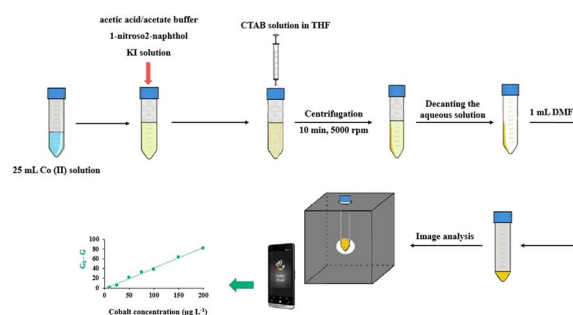 acetic acid/acetate buffer
1-nitroso2-naphthol
KI solution
CTAB solution in THF
Centrifugation
10 min, 5000 rpm
Decanting the
aqueous solution
1 mL DMF
25 mL Co (II) solution
Image analysis
G₀- G
100
80
60
40
20
0
0 50 100 150 200
Cobalt concentration (µg L⁻¹)